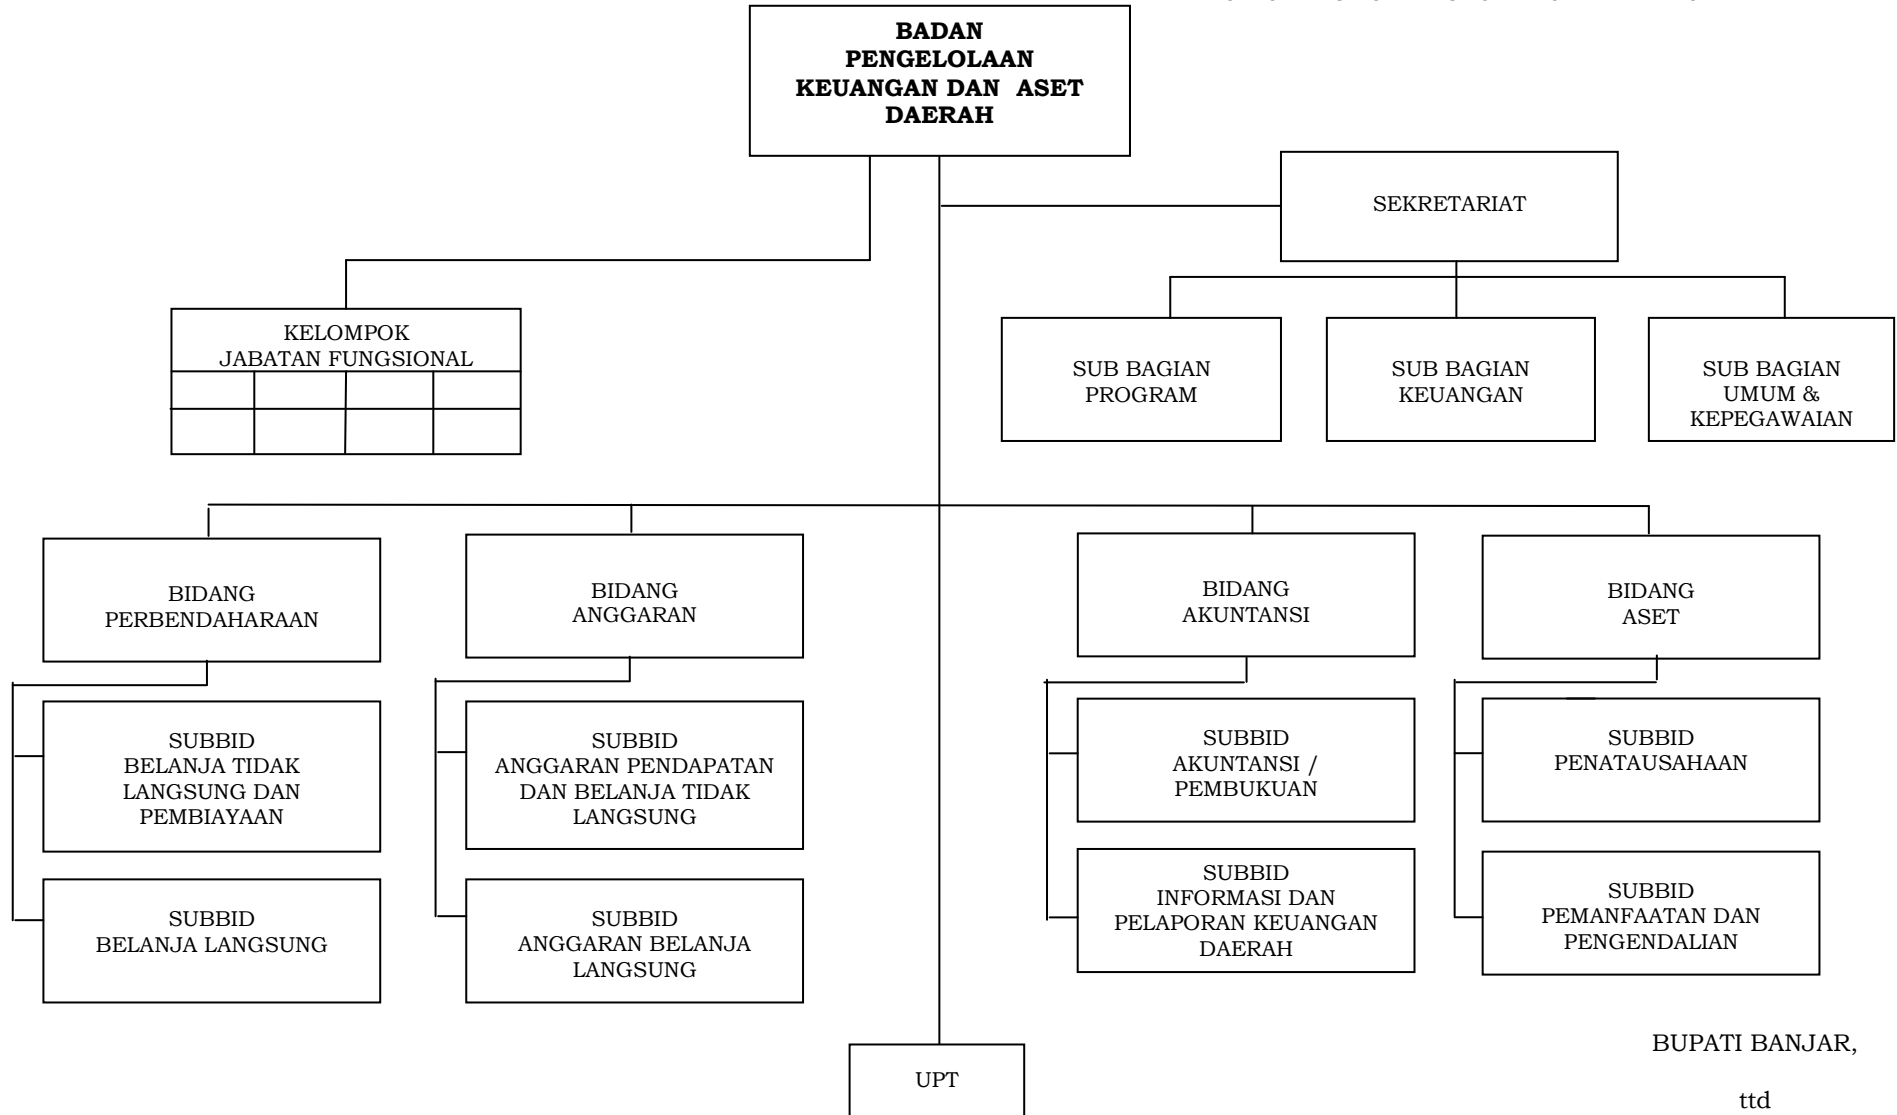 BADAN
PENGELOLAAN
KEUANGAN DAN ASET
DAERAH
SEKRETARIAT
KELOMPOK
JABATAN FUNGSIONAL
SUB BAGIAN
PROGRAM
SUB BAGIAN
KEUANGAN
SUB BAGIAN
UMUM &
KEPEGAWAIAN
BIDANG
PERBENDAHARAAN
BIDANG
ANGGARAN
BIDANG
AKUNTANSI
BIDANG
ASET
SUBBID
BELANJA TIDAK
LANGSUNG DAN
PEMBIAYAAN
SUBBID
ANGGARAN PENDAPATAN
DAN BELANJA TIDAK
LANGSUNG
SUBBID
AKUNTANSI /
PEMBUKUAN
SUBBID
PENATAUSAHAAN
SUBBID
BELANJA LANGSUNG
SUBBID
ANGGARAN BELANJA
LANGSUNG
SUBBID
INFORMASI DAN
PELAPORAN KEUANGAN
DAERAH
SUBBID
PEMANFAATAN DAN
PENGENDALIAN
UPT
BUPATI BANJAR,
ttd